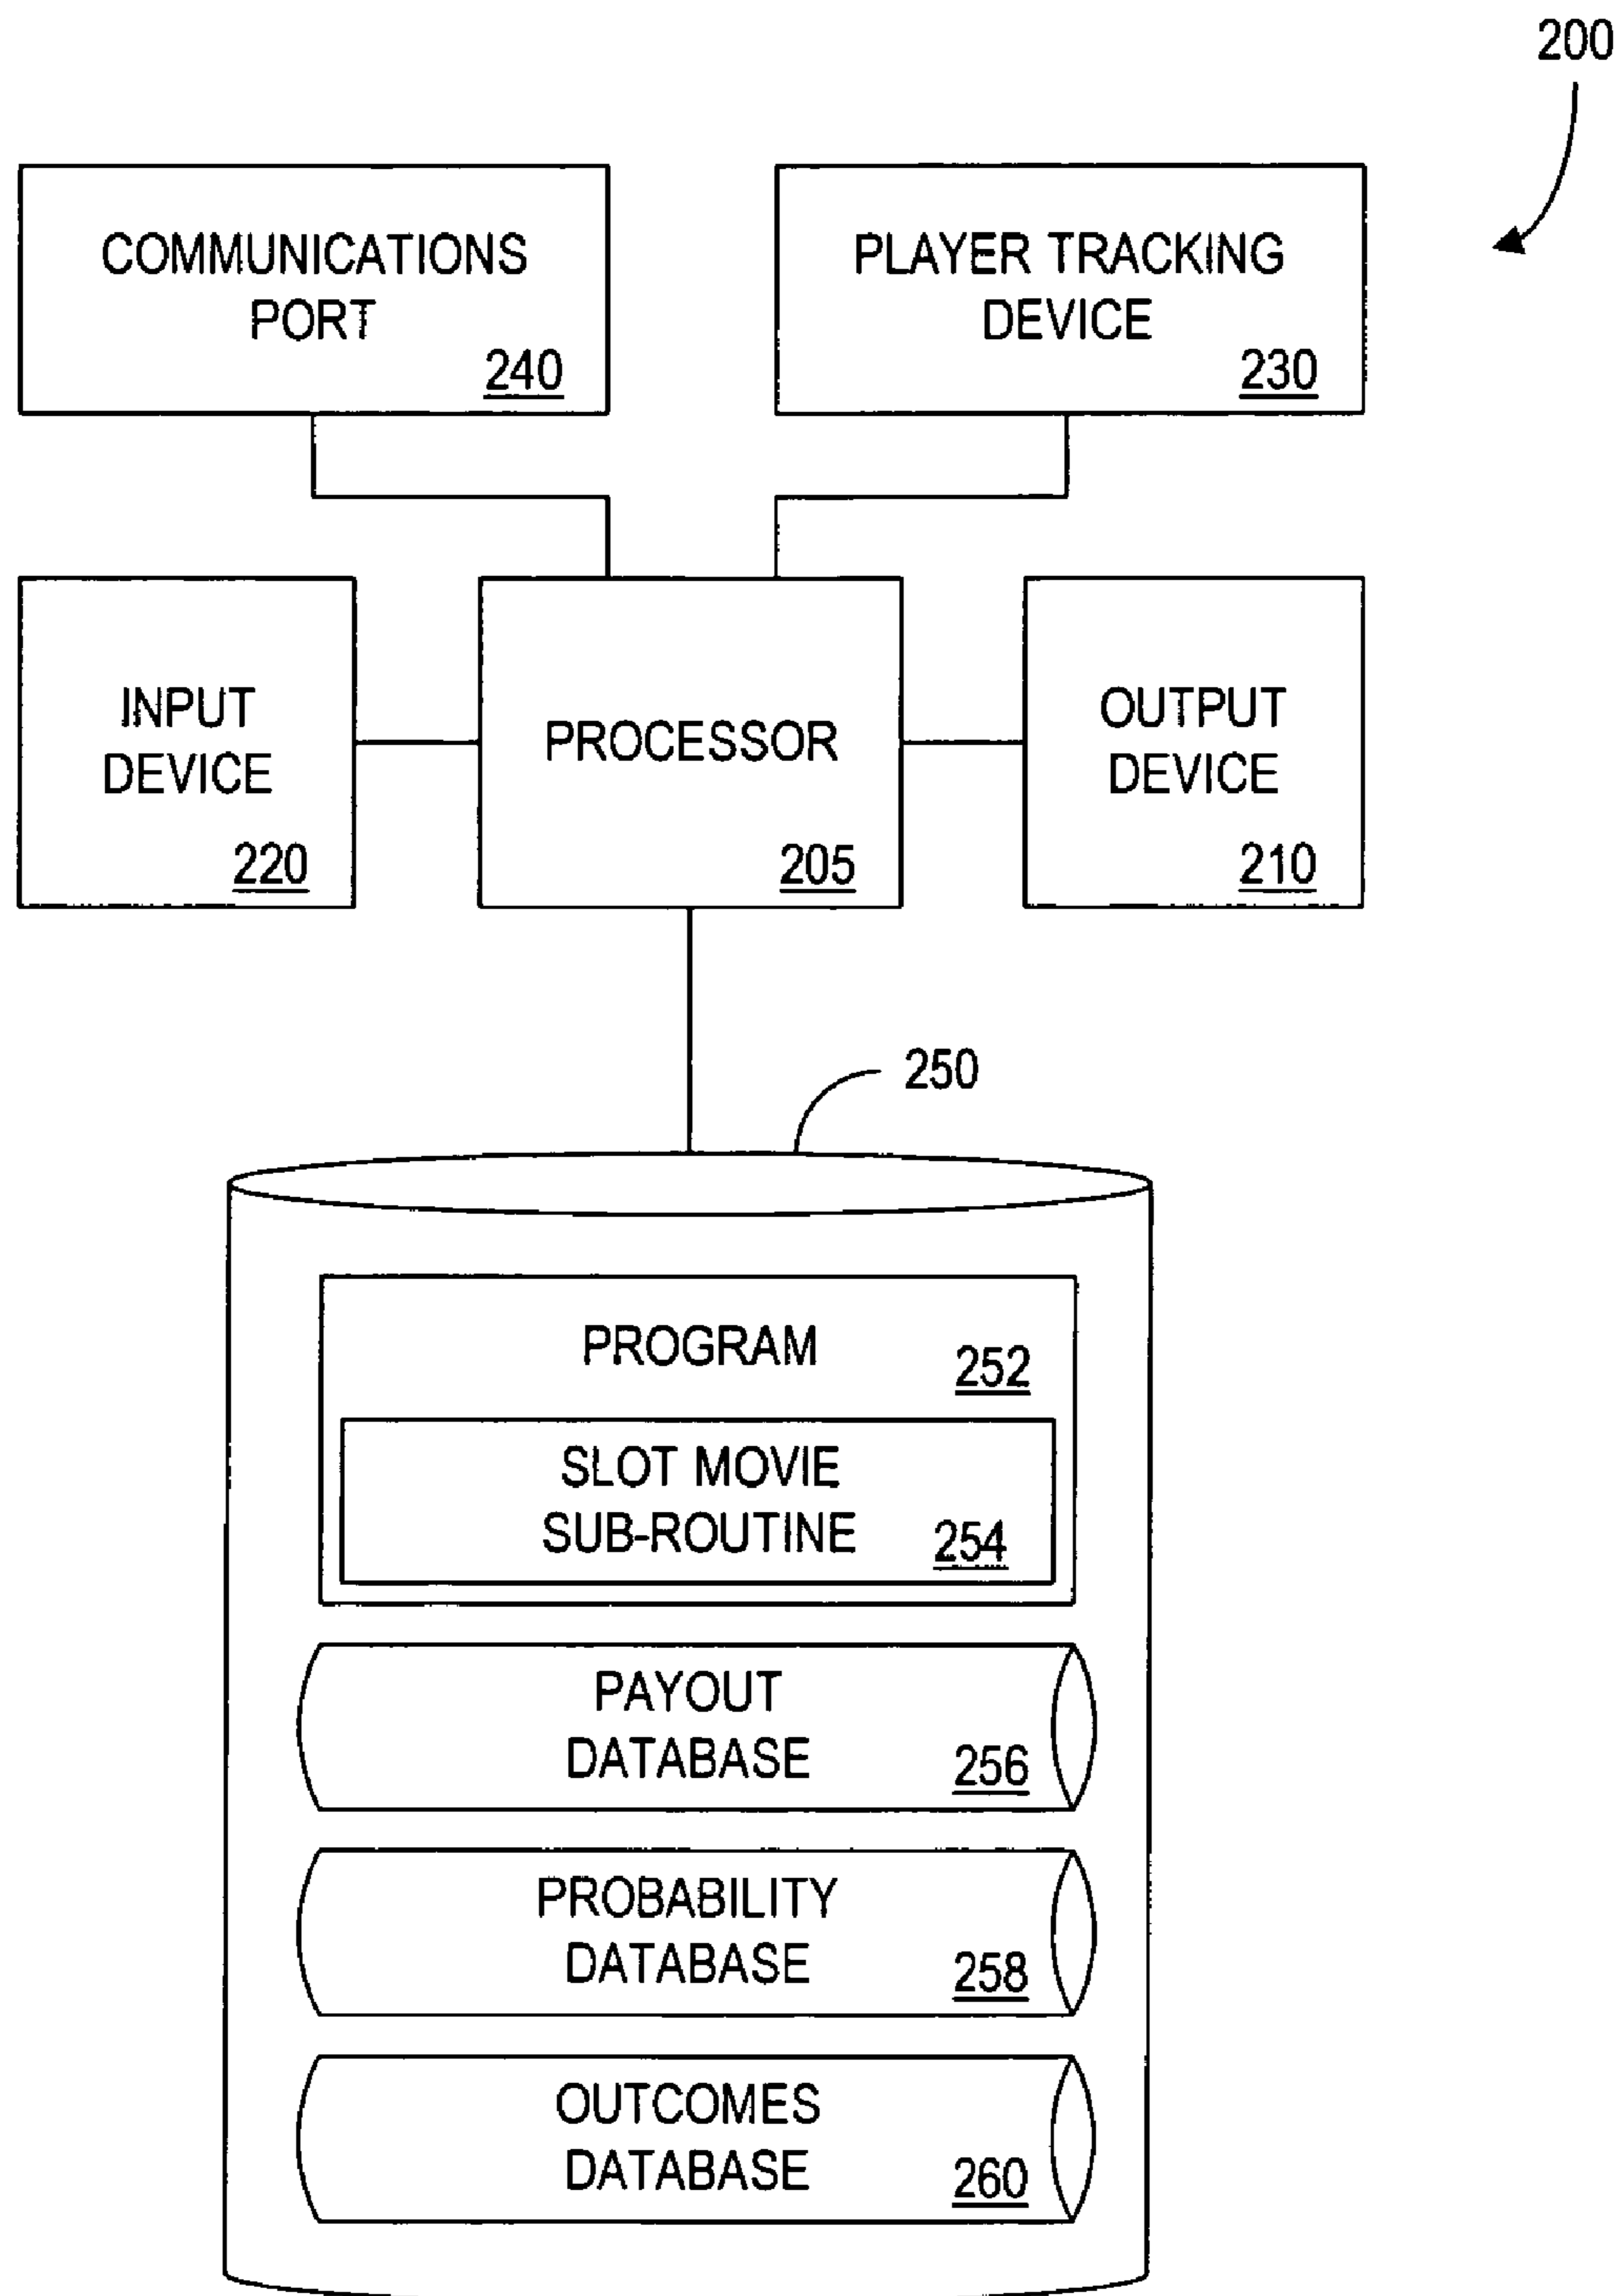 200
COMMUNICATIONS
PORT
240
PLAYER TRACKING
DEVICE
230
INPUT
DEVICE
220
PROCESSOR
205
OUTPUT
DEVICE
210
250
PROGRAM
252
SLOT MOVIE
SUB-ROUTINE
254
PAYOUT
DATABASE
256
PROBABILITY
DATABASE
258
OUTCOMES
DATABASE
260